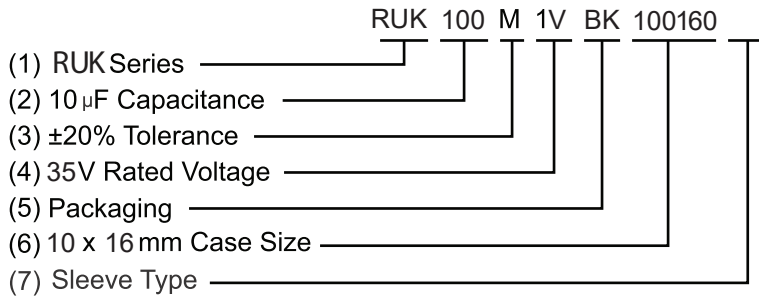 RUK 100 M 1V BK 100160
(1) RUK Series
(2) 10 μF Capacitance
(3) ±20% Tolerance
(4) 35V Rated Voltage
(5) Packaging
(6) 10 x 16 mm Case Size
(7) Sleeve Type